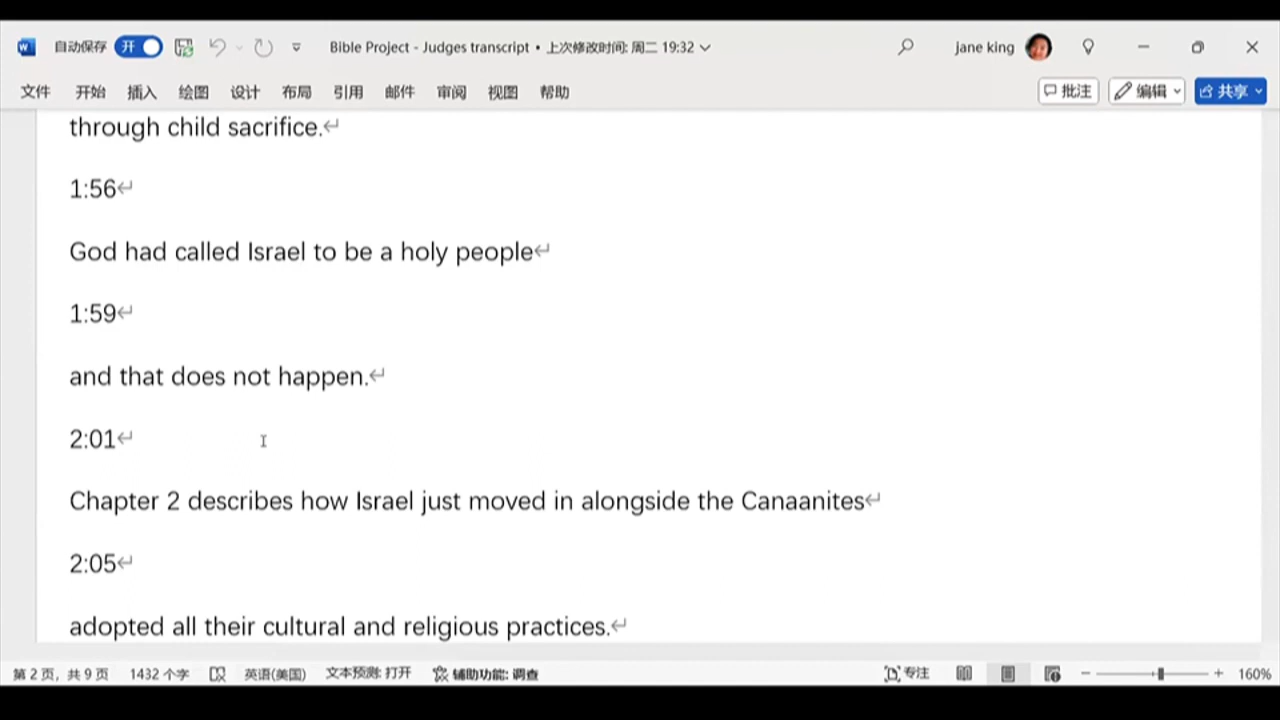 自动保存 开 Bible Project - Judges transcript • 上次修改时间: 周二 19:32 jane king
文件 开始 插入 绘图 设计 布局 引用 邮件 审阅 视图 帮助 批注 编辑 共享
through child sacrifice.↵
1:56↵
God had called Israel to be a holy people↵
1:59↵
and that does not happen.↵
2:01↵
Chapter 2 describes how Israel just moved in alongside the Canaanites↵
2:05↵
adopted all their cultural and religious practices.↵
第 2 页，共 9 页 1432 个字 英语(美国) 文本预测: 打开 辅助功能: 调查 专注 160%